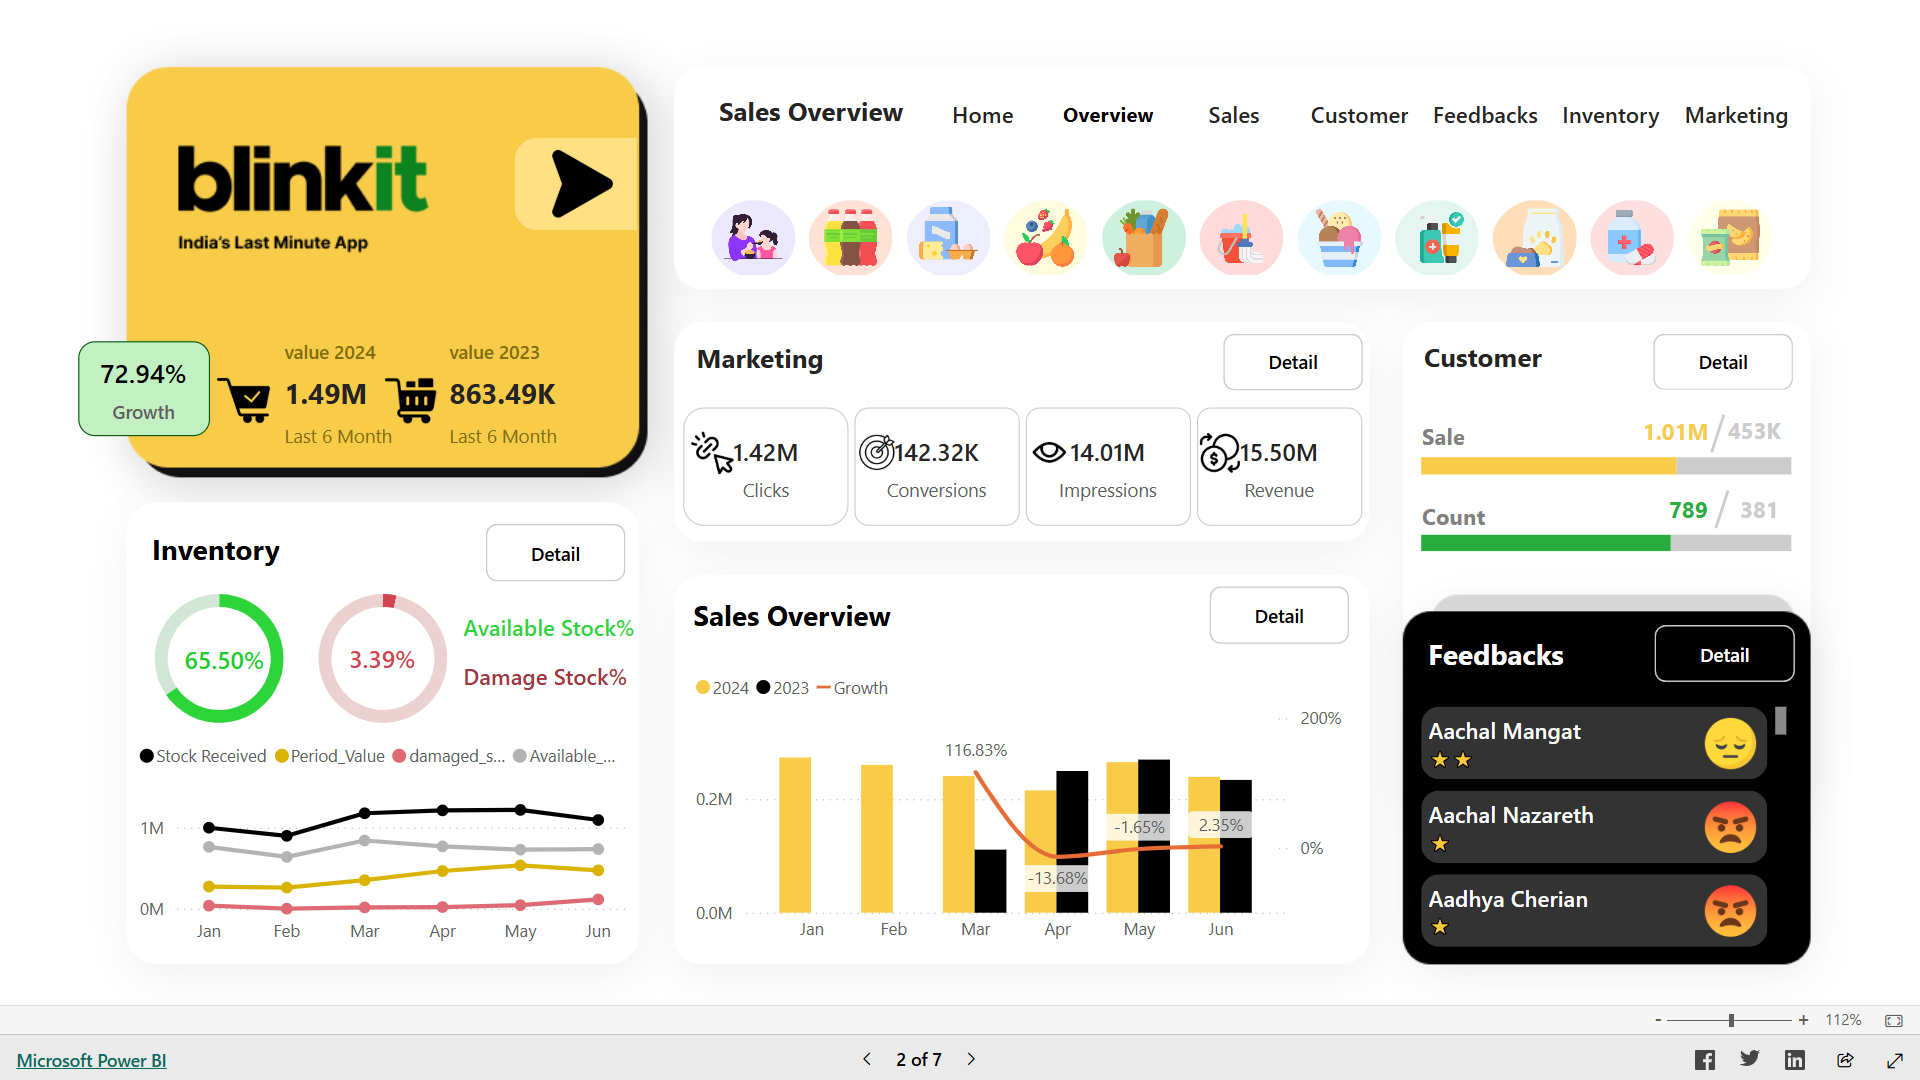 blinkit
India's Last Minute App
72.94%
Growth
value 2024
1.49M
Last 6 Month
value 2023
863.49K
Last 6 Month
Sales Overview
Home
Overview
Sales
Customer
Feedbacks
Inventory
Marketing
Marketing
Detail
1.42M
Clicks
142.32K
Conversions
14.01M
Impressions
15.50M
Revenue
Customer
Detail
Sale
1.01M / 453K
Count
789 / 381
Inventory
Detail
65.50%
3.39%
Available Stock%
Damage Stock%
Stock Received
Period_Value
damaged_s...
Available_...
1M
0M
Jan
Feb
Mar
Apr
May
Jun
Sales Overview
Detail
2024
2023
Growth
200%
116.83%
0.2M
-1.65%
2.35%
0%
-13.68%
0.0M
Jan
Feb
Mar
Apr
May
Jun
Feedbacks
Detail
Aachal Mangat
Aachal Nazareth
Aadhya Cherian
- + 112%
Microsoft Power BI
2 of 7